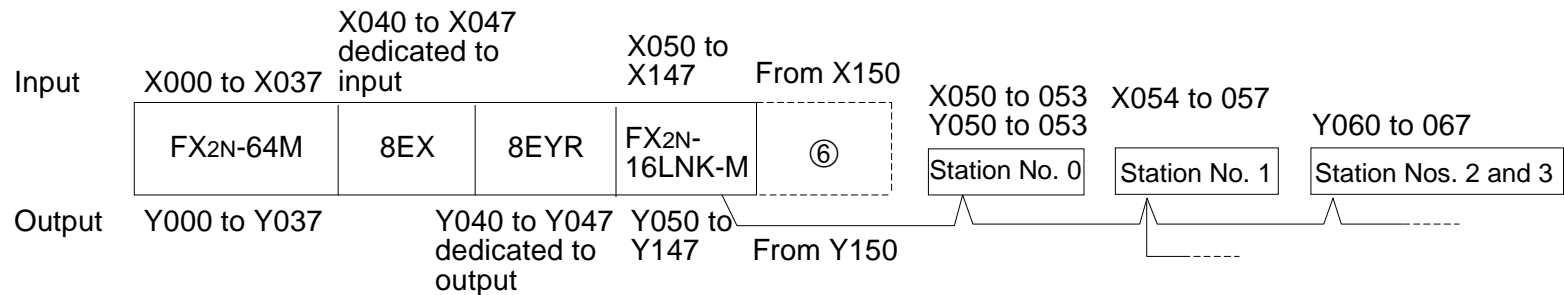 X040 to X047
dedicated to
input
X050 to
X147
Input
X000 to X037
From X150
X050 to 053
Y050 to 053
X054 to 057
Y060 to 067
FX2N-64M
8EX
8EYR
FX2N-
16LNK-M
⑥
Station No. 0
Station No. 1
Station Nos. 2 and 3
Output
Y000 to Y037
Y040 to Y047
dedicated to
output
Y050 to
Y147
From Y150